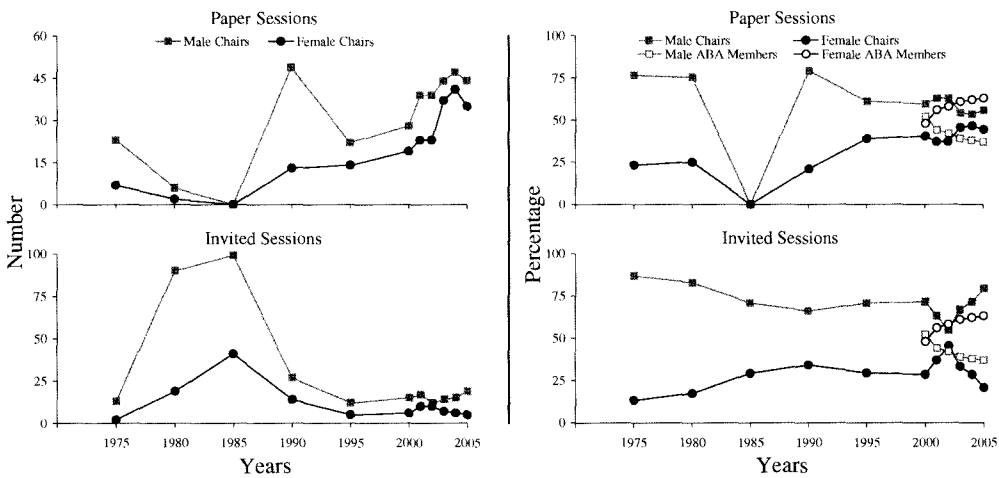 Paper Sessions
Male Chairs Female Chairs
60
45
30
15
0
Number
Invited Sessions
100
75
50
25
0
1975 1980 1985 1990 1995 2000 2005
Years
Paper Sessions
Male Chairs Female Chairs
Male ABA Members Female ABA Members
100
75
50
25
0
Percentage
Invited Sessions
100
75
50
25
0
1975 1980 1985 1990 1995 2000 2005
Years